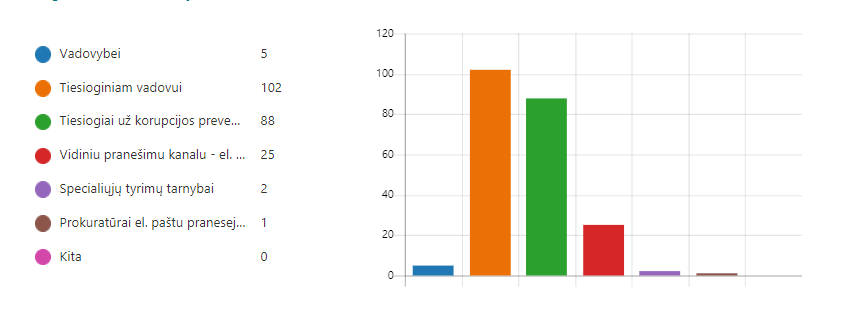 Vadovybei 5
Tiesioginiam vadovui 102
Tiesiogiai už korupcijos preve... 88
Vidiniu pranešimu kanalu - el. ... 25
Specialiųjų tyrimų tarnybai 2
Prokuratūrai el. paštu pranesej... 1
Kita 0
120
100
80
60
40
20
0